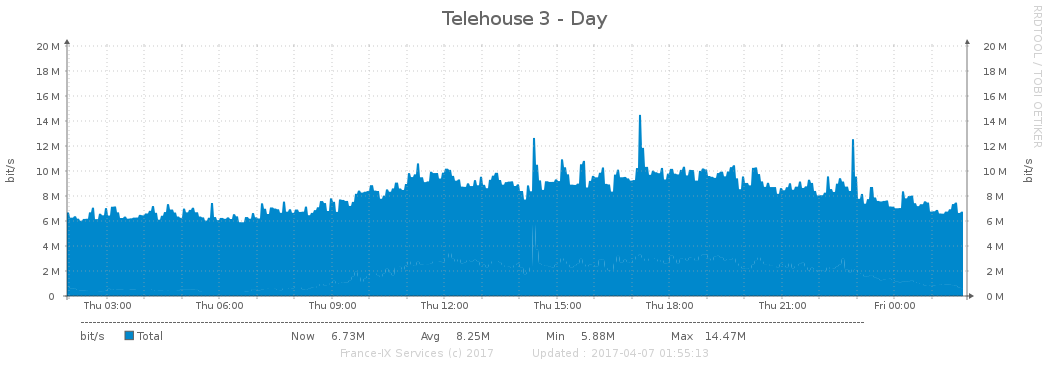 Telehouse 3 - Day
RRDTOOL / TOBI OETIKER
bit/s
bit/s
20 M 20 M
18 M 18 M
16 M 16 M
14 M 14 M
12 M 12 M
10 M 10 M
8 M 8 M
6 M 6 M
4 M 4 M
2 M 2 M
0 0 M
Thu 03:00 Thu 06:00 Thu 09:00 Thu 12:00 Thu 15:00 Thu 18:00 Thu 21:00 Fri 00:00
bit/s Total Now 6.73M Avg 8.25M Min 5.88M Max 14.47M
France-IX Services (c) 2017 Updated : 2017-04-07 01:55:13